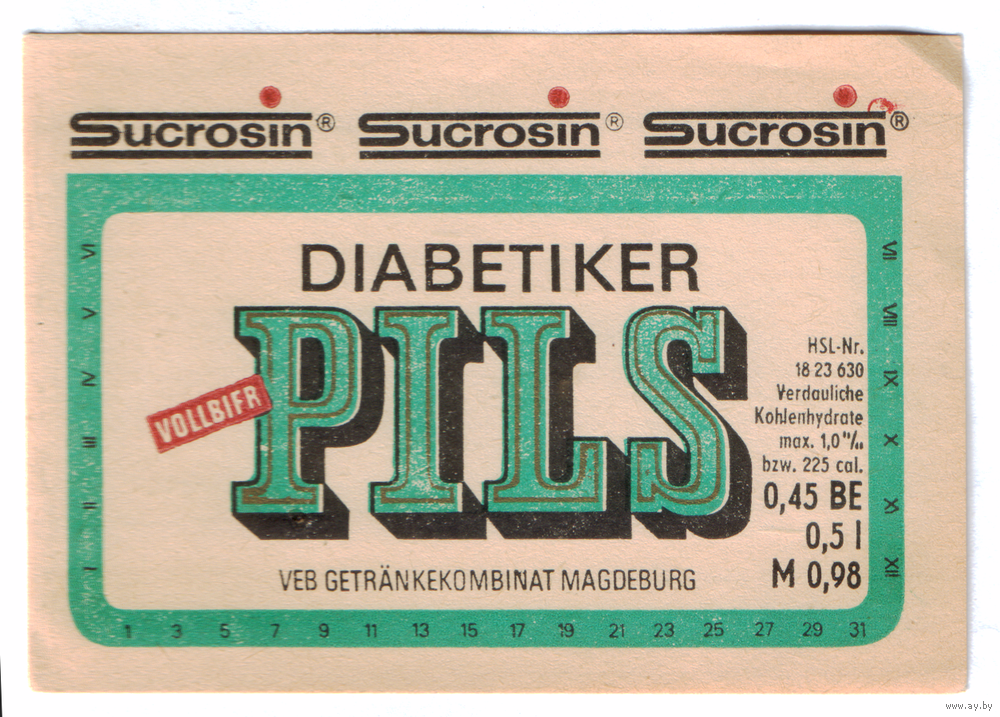 Sucrosin® Sucrosin® Sucrosin®
DIABETIKER
PILS
VOLLBIER
HSL-Nr.
18 23 630
Verdauliche
Kohlenhydrate
max. 1,0 %
bzw. 225 cal.
0,45 BE
0,5 l
M 0,98
VEB GETRÄNKEKOMBINAT MAGDEBURG
VI
V
IV
III
II
I
VII
VIII
IX
X
XI
XII
1 3 5 7 9 11 13 15 17 19 21 23 25 27 29 31
www.ay.by